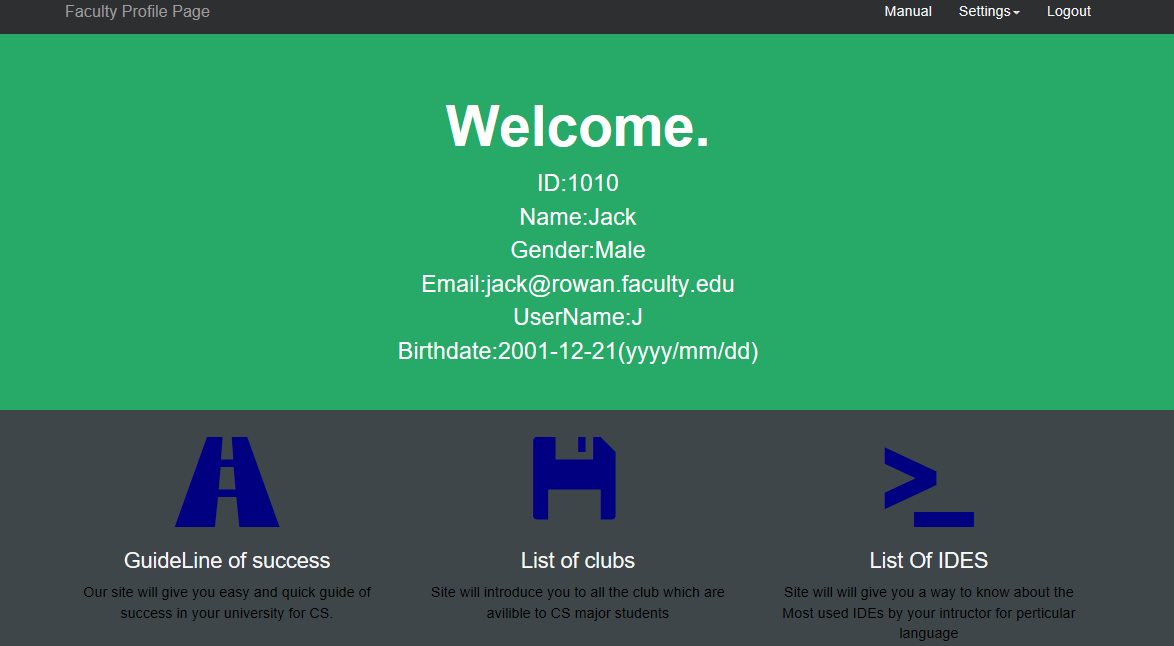 Faculty Profile Page
Manual Settings Logout
Welcome.
ID:1010
Name:Jack
Gender:Male
Email:jack@rowan.faculty.edu
UserName:J
Birthdate:2001-12-21(yyyy/mm/dd)
GuideLine of success
Our site will give you easy and quick guide of
success in your university for CS.
List of clubs
Site will introduce you to all the club which are
avilible to CS major students
List Of IDES
Site will will give you a way to know about the
Most used IDEs by your intructor for perticular
language